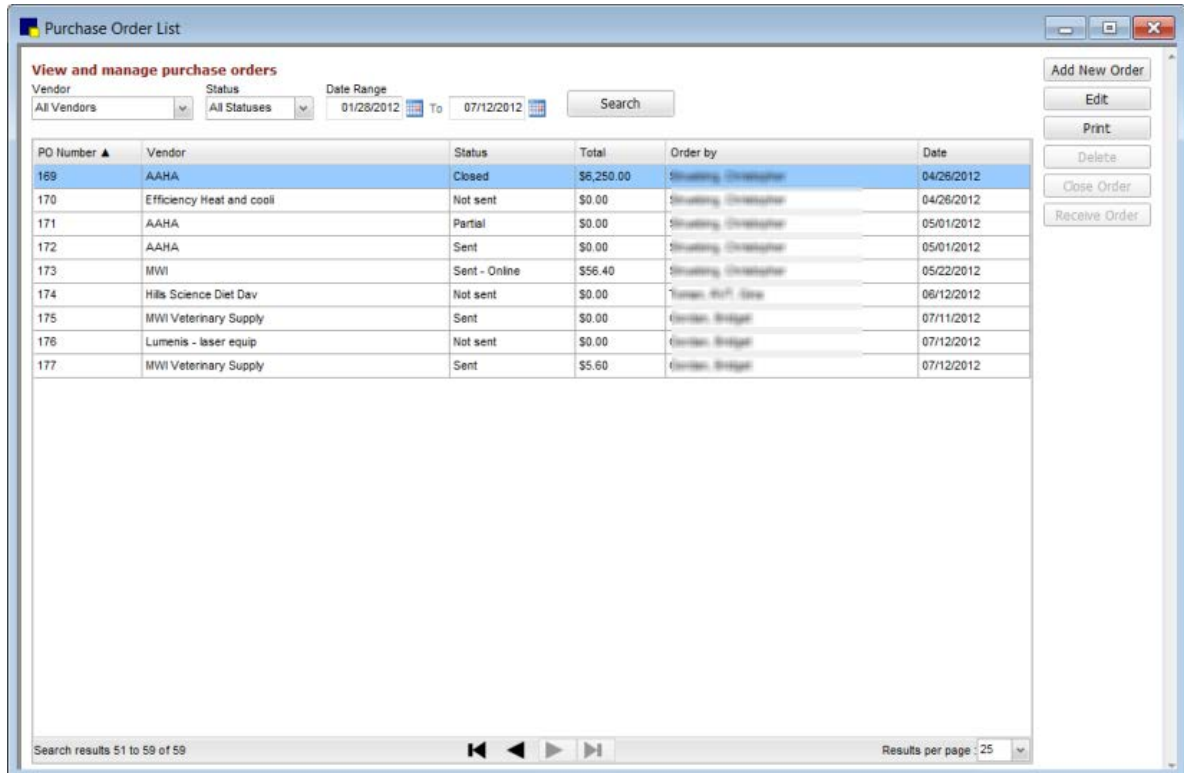 Purchase Order List
View and manage purchase orders
Vendor Status Date Range
All Vendors All Statuses 01/28/2012 To 07/12/2012 Search
Add New Order
Edit
Print
Delete
Close Order
Receive Order
PO Number ▲ Vendor Status Total Order by Date
169 AAHA Closed $6,250.00 04/26/2012
170 Efficiency Heat and cooli Not sent $0.00 04/26/2012
171 AAHA Partial $0.00 05/01/2012
172 AAHA Sent $0.00 05/01/2012
173 MWI Sent - Online $56.40 05/22/2012
174 Hills Science Diet Dav Not sent $0.00 06/12/2012
175 MWI Veterinary Supply Sent $0.00 07/11/2012
176 Lumenis - laser equip Not sent $0.00 07/12/2012
177 MWI Veterinary Supply Sent $5.60 07/12/2012
Search results 51 to 59 of 59 Results per page : 25